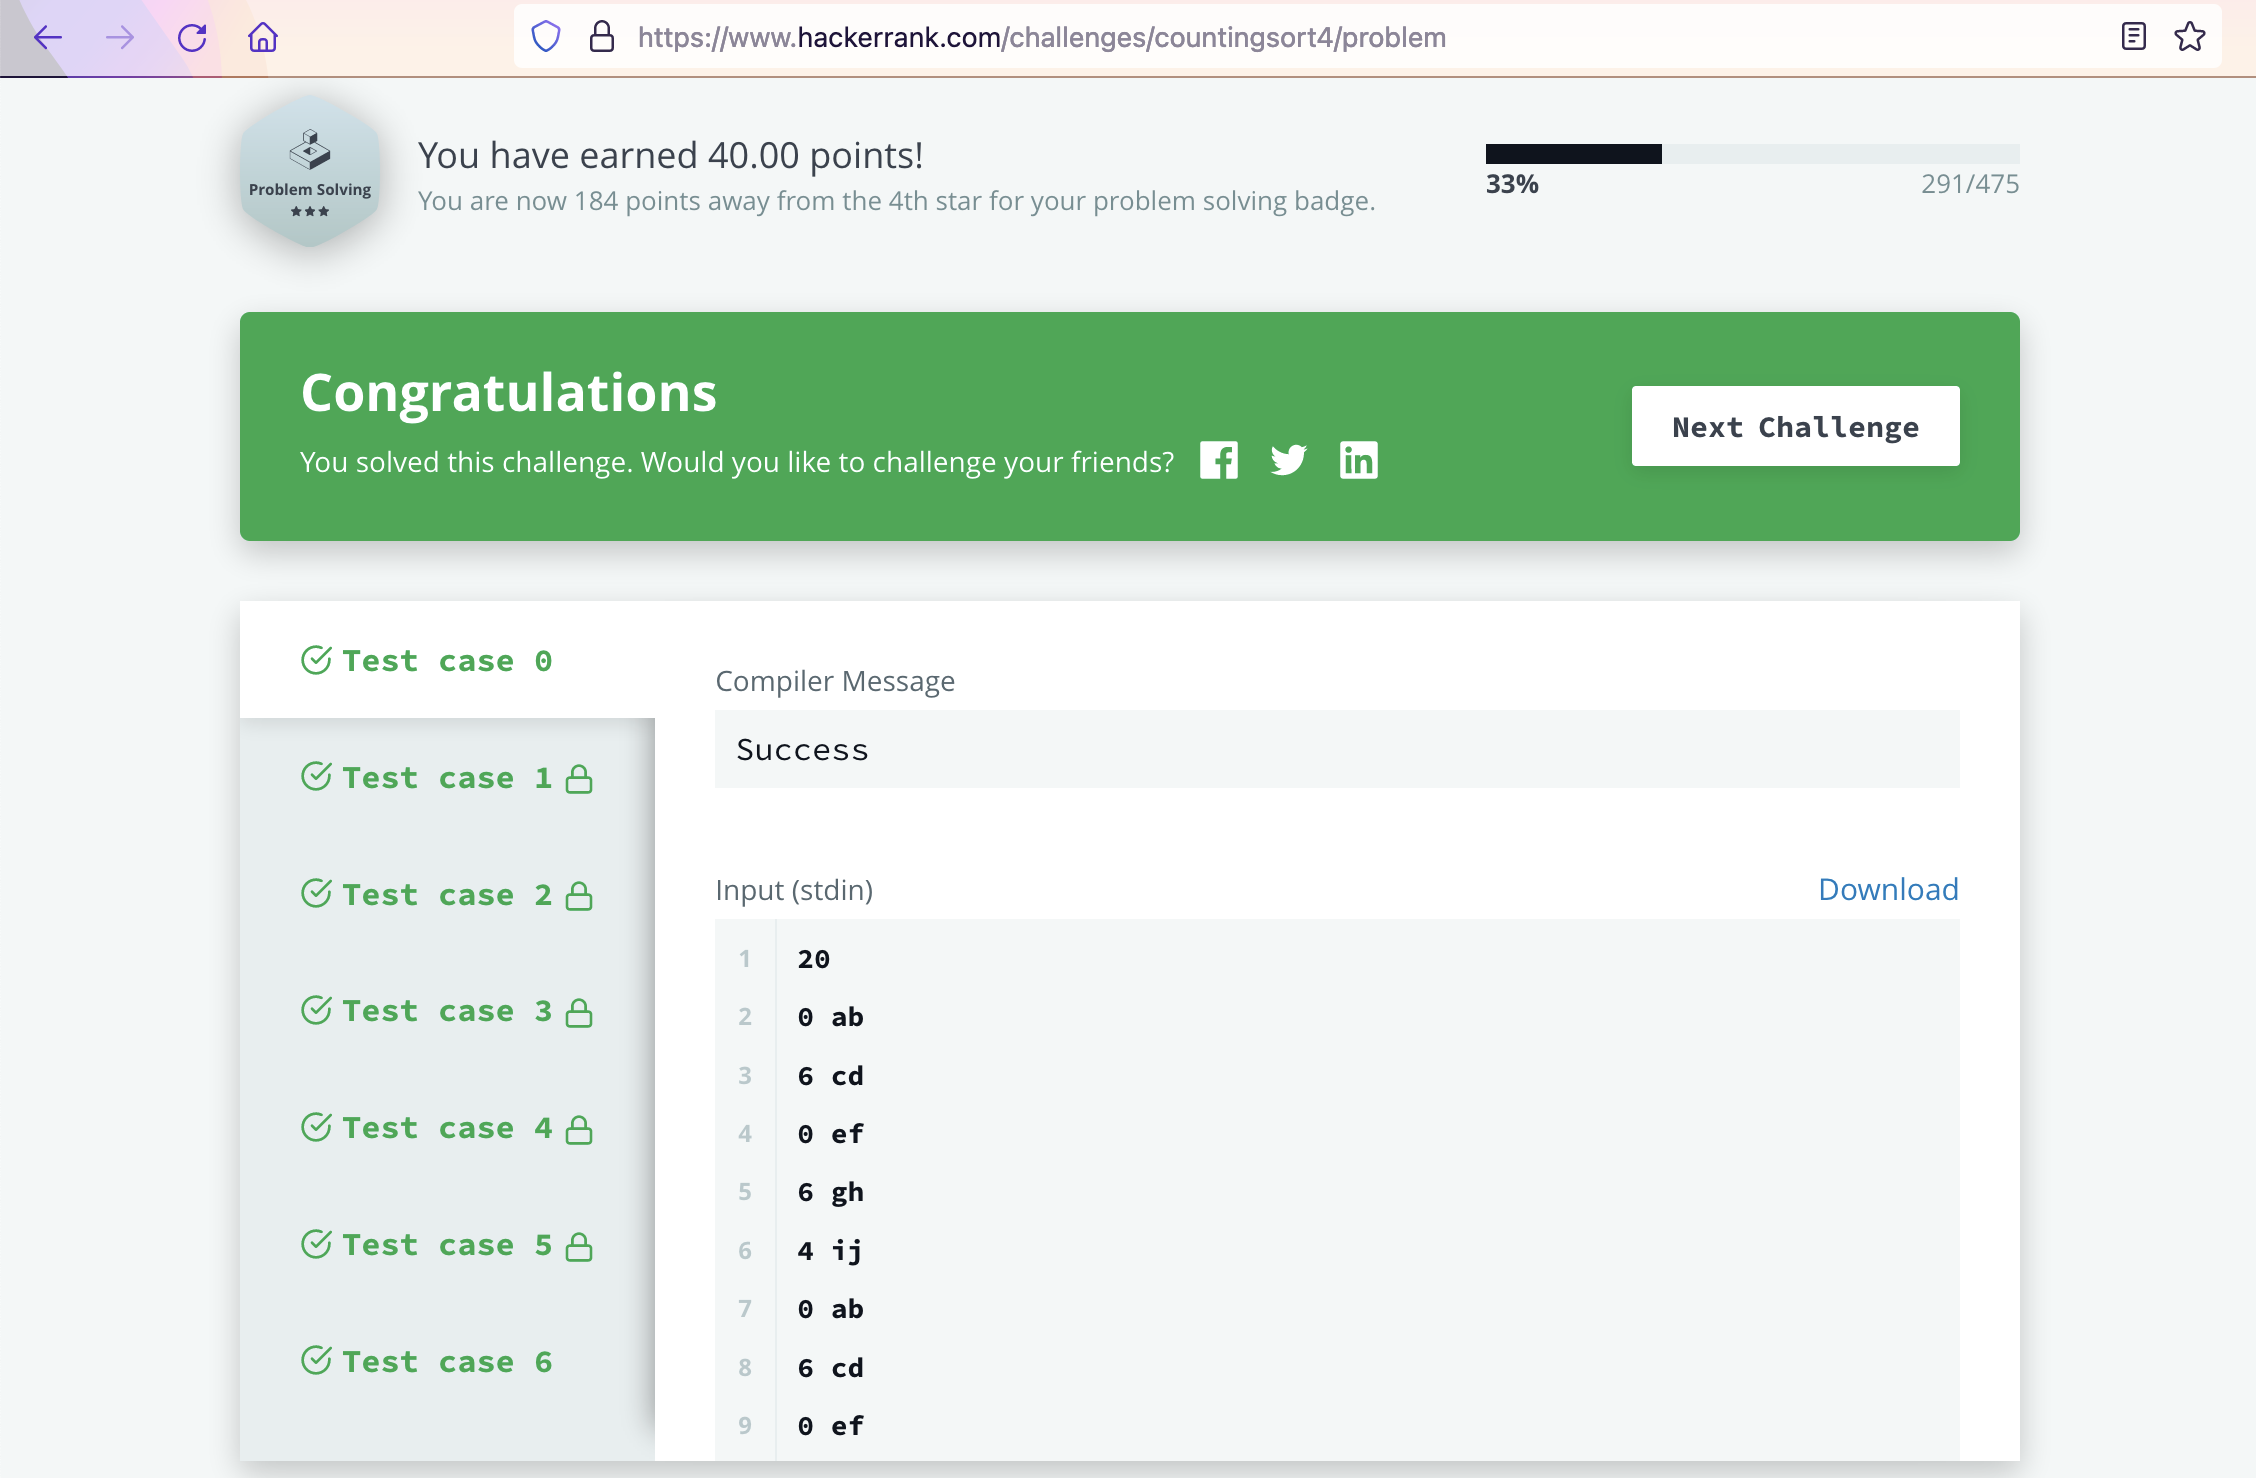 https://www.hackerrank.com/challenges/countingsort4/problem
Problem Solving
You have earned 40.00 points!
You are now 184 points away from the 4th star for your problem solving badge.
33%
291/475
Congratulations
You solved this challenge. Would you like to challenge your friends?
Next Challenge
Test case 0
Test case 1
Test case 2
Test case 3
Test case 4
Test case 5
Test case 6
Compiler Message
Success
Input (stdin)
Download
1 20
2 0 ab
3 6 cd
4 0 ef
5 6 gh
6 4 ij
7 0 ab
8 6 cd
9 0 ef